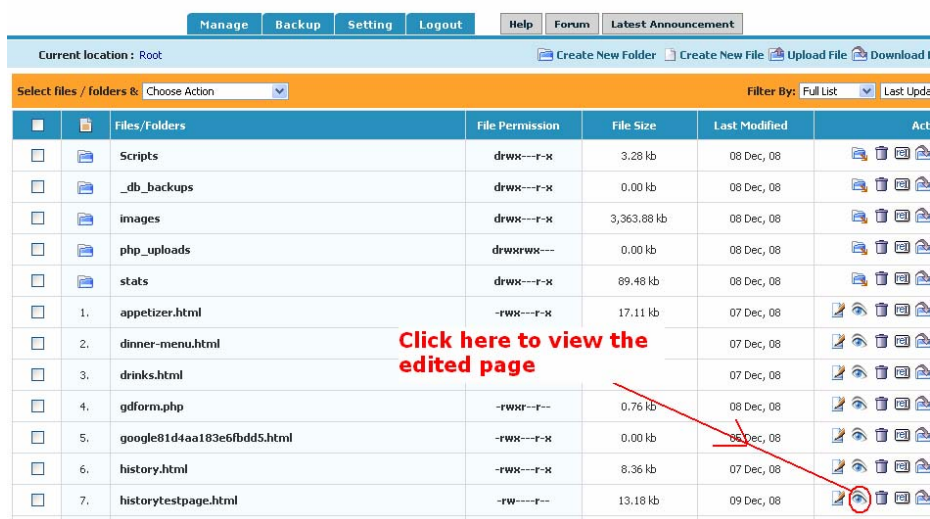 Manage Backup Setting Logout Help Forum Latest Announcement
Current location : Root Create New Folder Create New File Upload File Download
Select files / folders & Choose Action Filter By: Full List Last Upda
Files/Folders File Permission File Size Last Modified Act
Scripts drwx---r-x 3.28 kb 08 Dec, 08
_db_backups drwx---r-x 0.00 kb 08 Dec, 08
images drwx---r-x 3,363.88 kb 08 Dec, 08
php_uploads drwxrwx--- 0.00 kb 08 Dec, 08
stats drwx---r-x 89.48 kb 08 Dec, 08
1. appetizer.html -rwx---r-x 17.11 kb 07 Dec, 08
Click here to view the
2. dinner-menu.html 07 Dec, 08
edited page
3. drinks.html 07 Dec, 08
4. gdform.php -rwxr--r-- 0.76 kb 08 Dec, 08
5. google81d4aa183e6fbdd5.html -rwx---r-x 0.00 kb 05 Dec, 08
6. history.html -rwx---r-x 8.36 kb 07 Dec, 08
7. historytestpage.html -rw----r-- 13.18 kb 09 Dec, 08